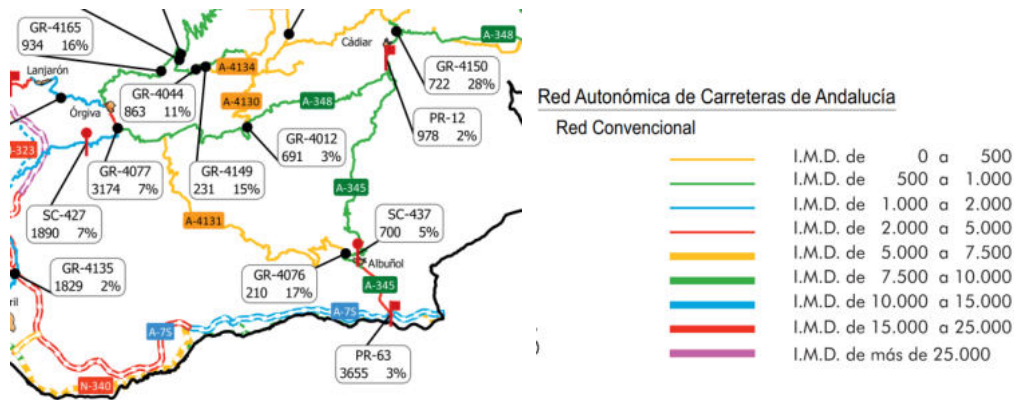 GR-4165
934 16%
Lanjarón
Órgiva
GR-4044
863 11%
A-4134
A-4130
A-348
Cádiar
A-348
GR-4150
722 28%
PR-12
978 2%
GR-4012
691 3%
-323
GR-4077
3174 7%
GR-4149
231 15%
A-345
SC-427
1890 7%
A-4131
SC-437
700 5%
Albuñol
GR-4135
1829 2%
GR-4076
210 17%
A-345
ril
A-7S
A-7S
PR-63
3655 3%
N-340
Red Autonómica de Carreteras de Andalucía
Red Convencional
I.M.D. de 0 a 500
I.M.D. de 500 a 1.000
I.M.D. de 1.000 a 2.000
I.M.D. de 2.000 a 5.000
I.M.D. de 5.000 a 7.500
I.M.D. de 7.500 a 10.000
I.M.D. de 10.000 a 15.000
I.M.D. de 15.000 a 25.000
I.M.D. de más de 25.000